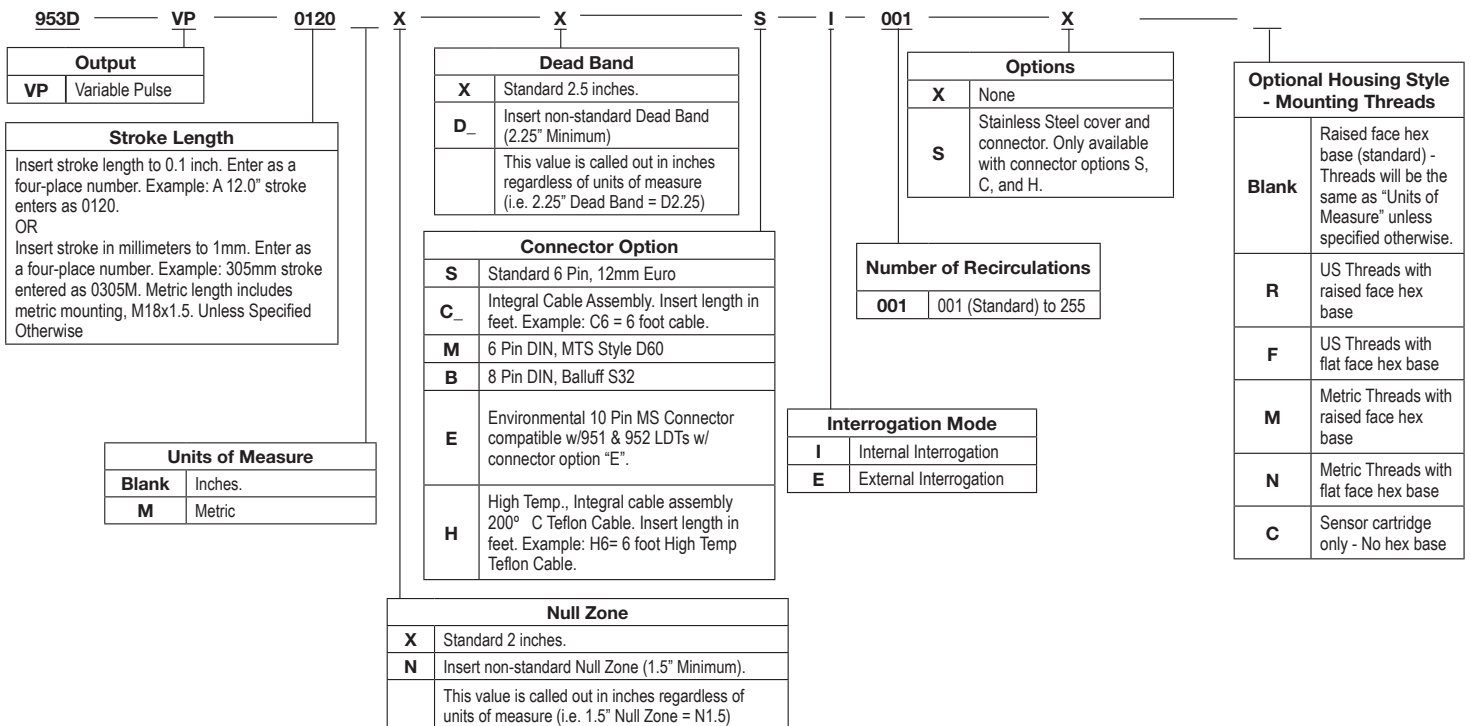 953D VP 0120 X X S I 001 X
Output
VP Variable Pulse
Stroke Length
Insert stroke length to 0.1 inch. Enter as a
four-place number. Example: A 12.0” stroke
enters as 0120.
OR
Insert stroke in millimeters to 1mm. Enter as
a four-place number. Example: 305mm stroke
entered as 0305M. Metric length includes
metric mounting, M18x1.5. Unless Specified
Otherwise
Units of Measure
Blank Inches.
M Metric
Dead Band
X Standard 2.5 inches.
D_ Insert non-standard Dead Band
(2.25” Minimum)
This value is called out in inches
regardless of units of measure
(i.e. 2.25” Dead Band = D2.25)
Connector Option
S Standard 6 Pin, 12mm Euro
C_ Integral Cable Assembly. Insert length in
feet. Example: C6 = 6 foot cable.
M 6 Pin DIN, MTS Style D60
B 8 Pin DIN, Balluff S32
E Environmental 10 Pin MS Connector
compatible w/951 & 952 LDTs w/
connector option “E”.
H High Temp., Integral cable assembly
200º C Teflon Cable. Insert length in
feet. Example: H6= 6 foot High Temp
Teflon Cable.
Null Zone
X Standard 2 inches.
N Insert non-standard Null Zone (1.5” Minimum).
This value is called out in inches regardless of
units of measure (i.e. 1.5” Null Zone = N1.5)
Options
X None
S Stainless Steel cover and
connector. Only available
with connector options S,
C, and H.
Number of Recirculations
001 001 (Standard) to 255
Interrogation Mode
I Internal Interrogation
E External Interrogation
Optional Housing Style
- Mounting Threads
Blank Raised face hex
base (standard) -
Threads will be the
same as “Units of
Measure” unless
specified otherwise.
R US Threads with
raised face hex
base
F US Threads with
flat face hex base
M Metric Threads with
raised face hex
base
N Metric Threads with
flat face hex base
C Sensor cartridge
only - No hex base